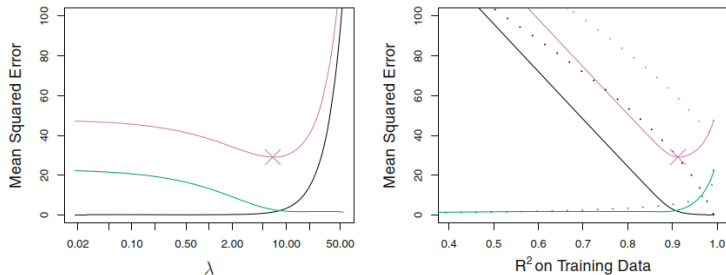 Mean Squared Error
0 20 40 60 80 100
0.02 0.10 0.50 2.00 10.00 50.00
λ
Mean Squared Error
0 20 40 60 80 100
0.4 0.5 0.6 0.7 0.8 0.9 1.0
R² on Training Data